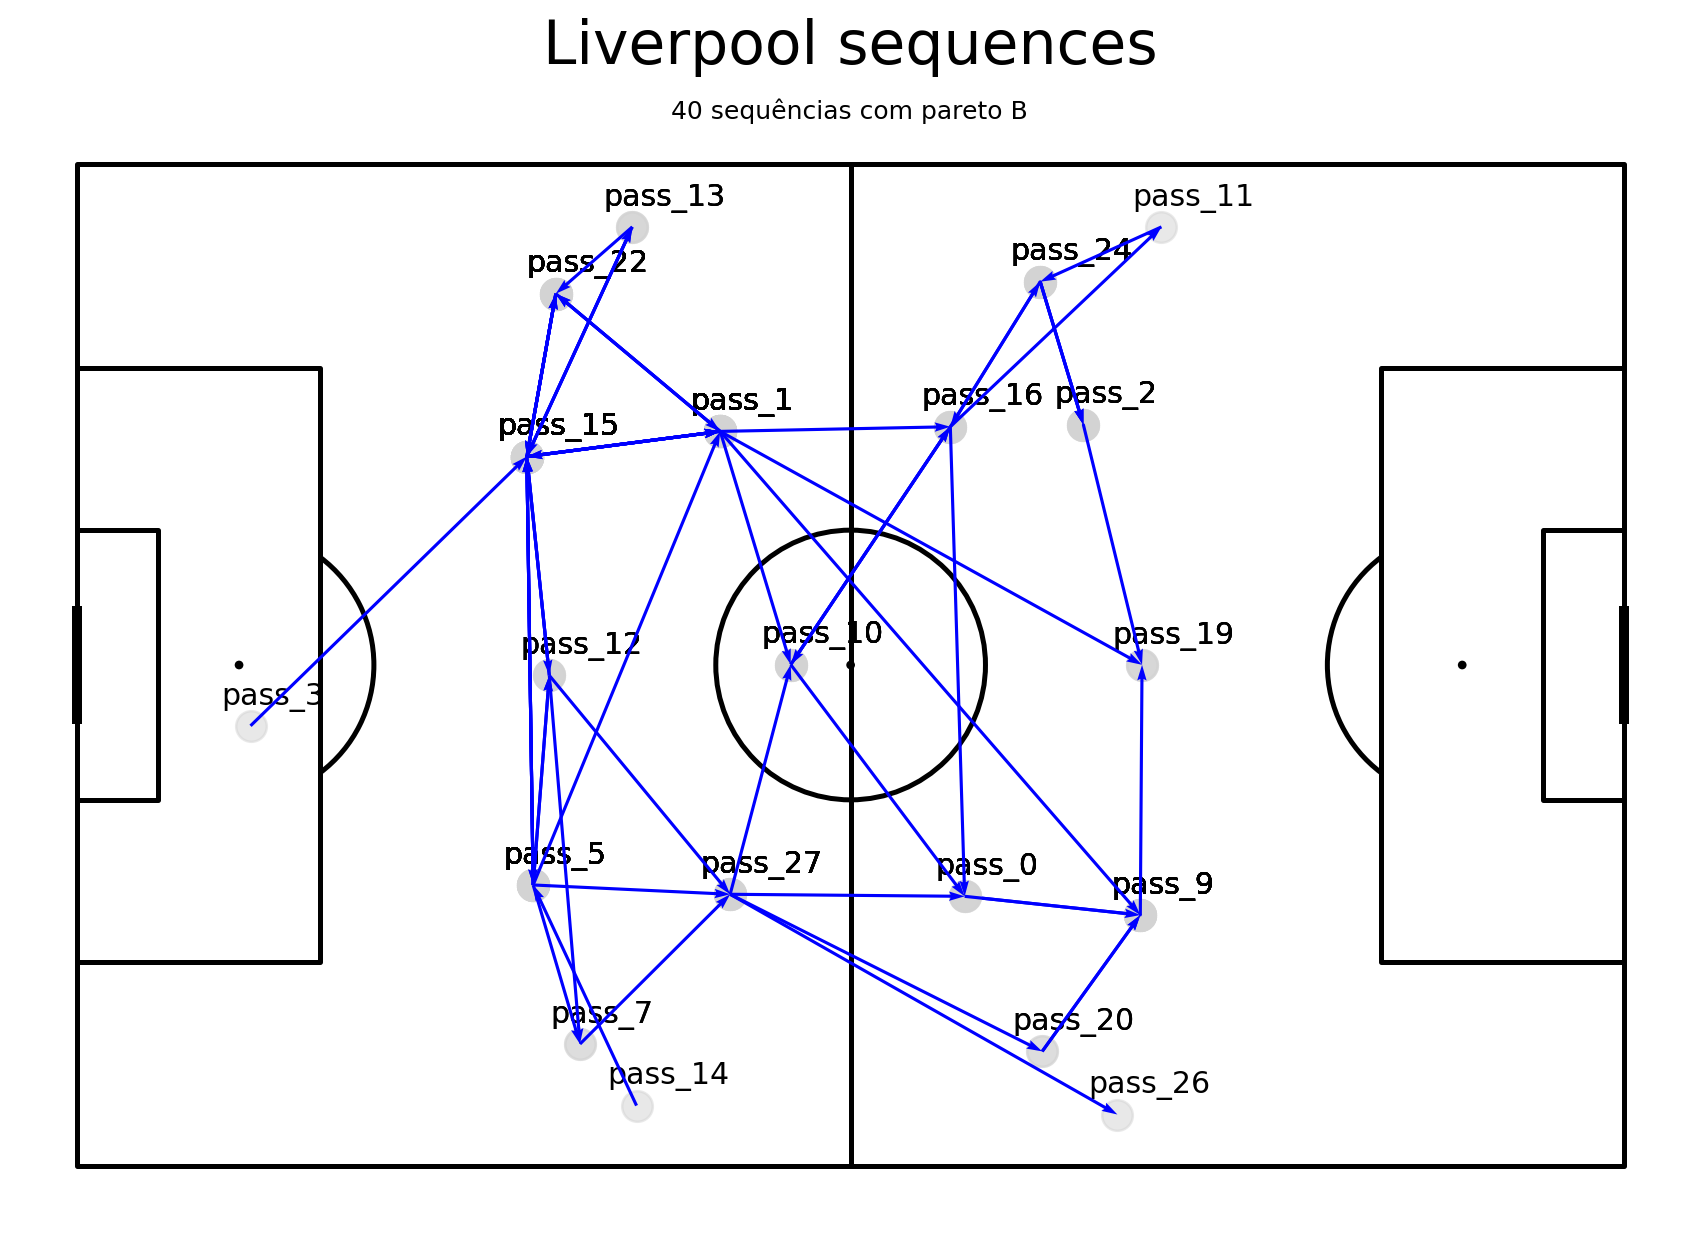 Liverpool sequences
40 sequências com pareto B
pass_13
pass_11
pass_22
pass_24
pass_15
pass_1
pass_16
pass_2
pass_12
pass_10
pass_19
pass_3
pass_5
pass_27
pass_0
pass_9
pass_7
pass_20
pass_14
pass_26